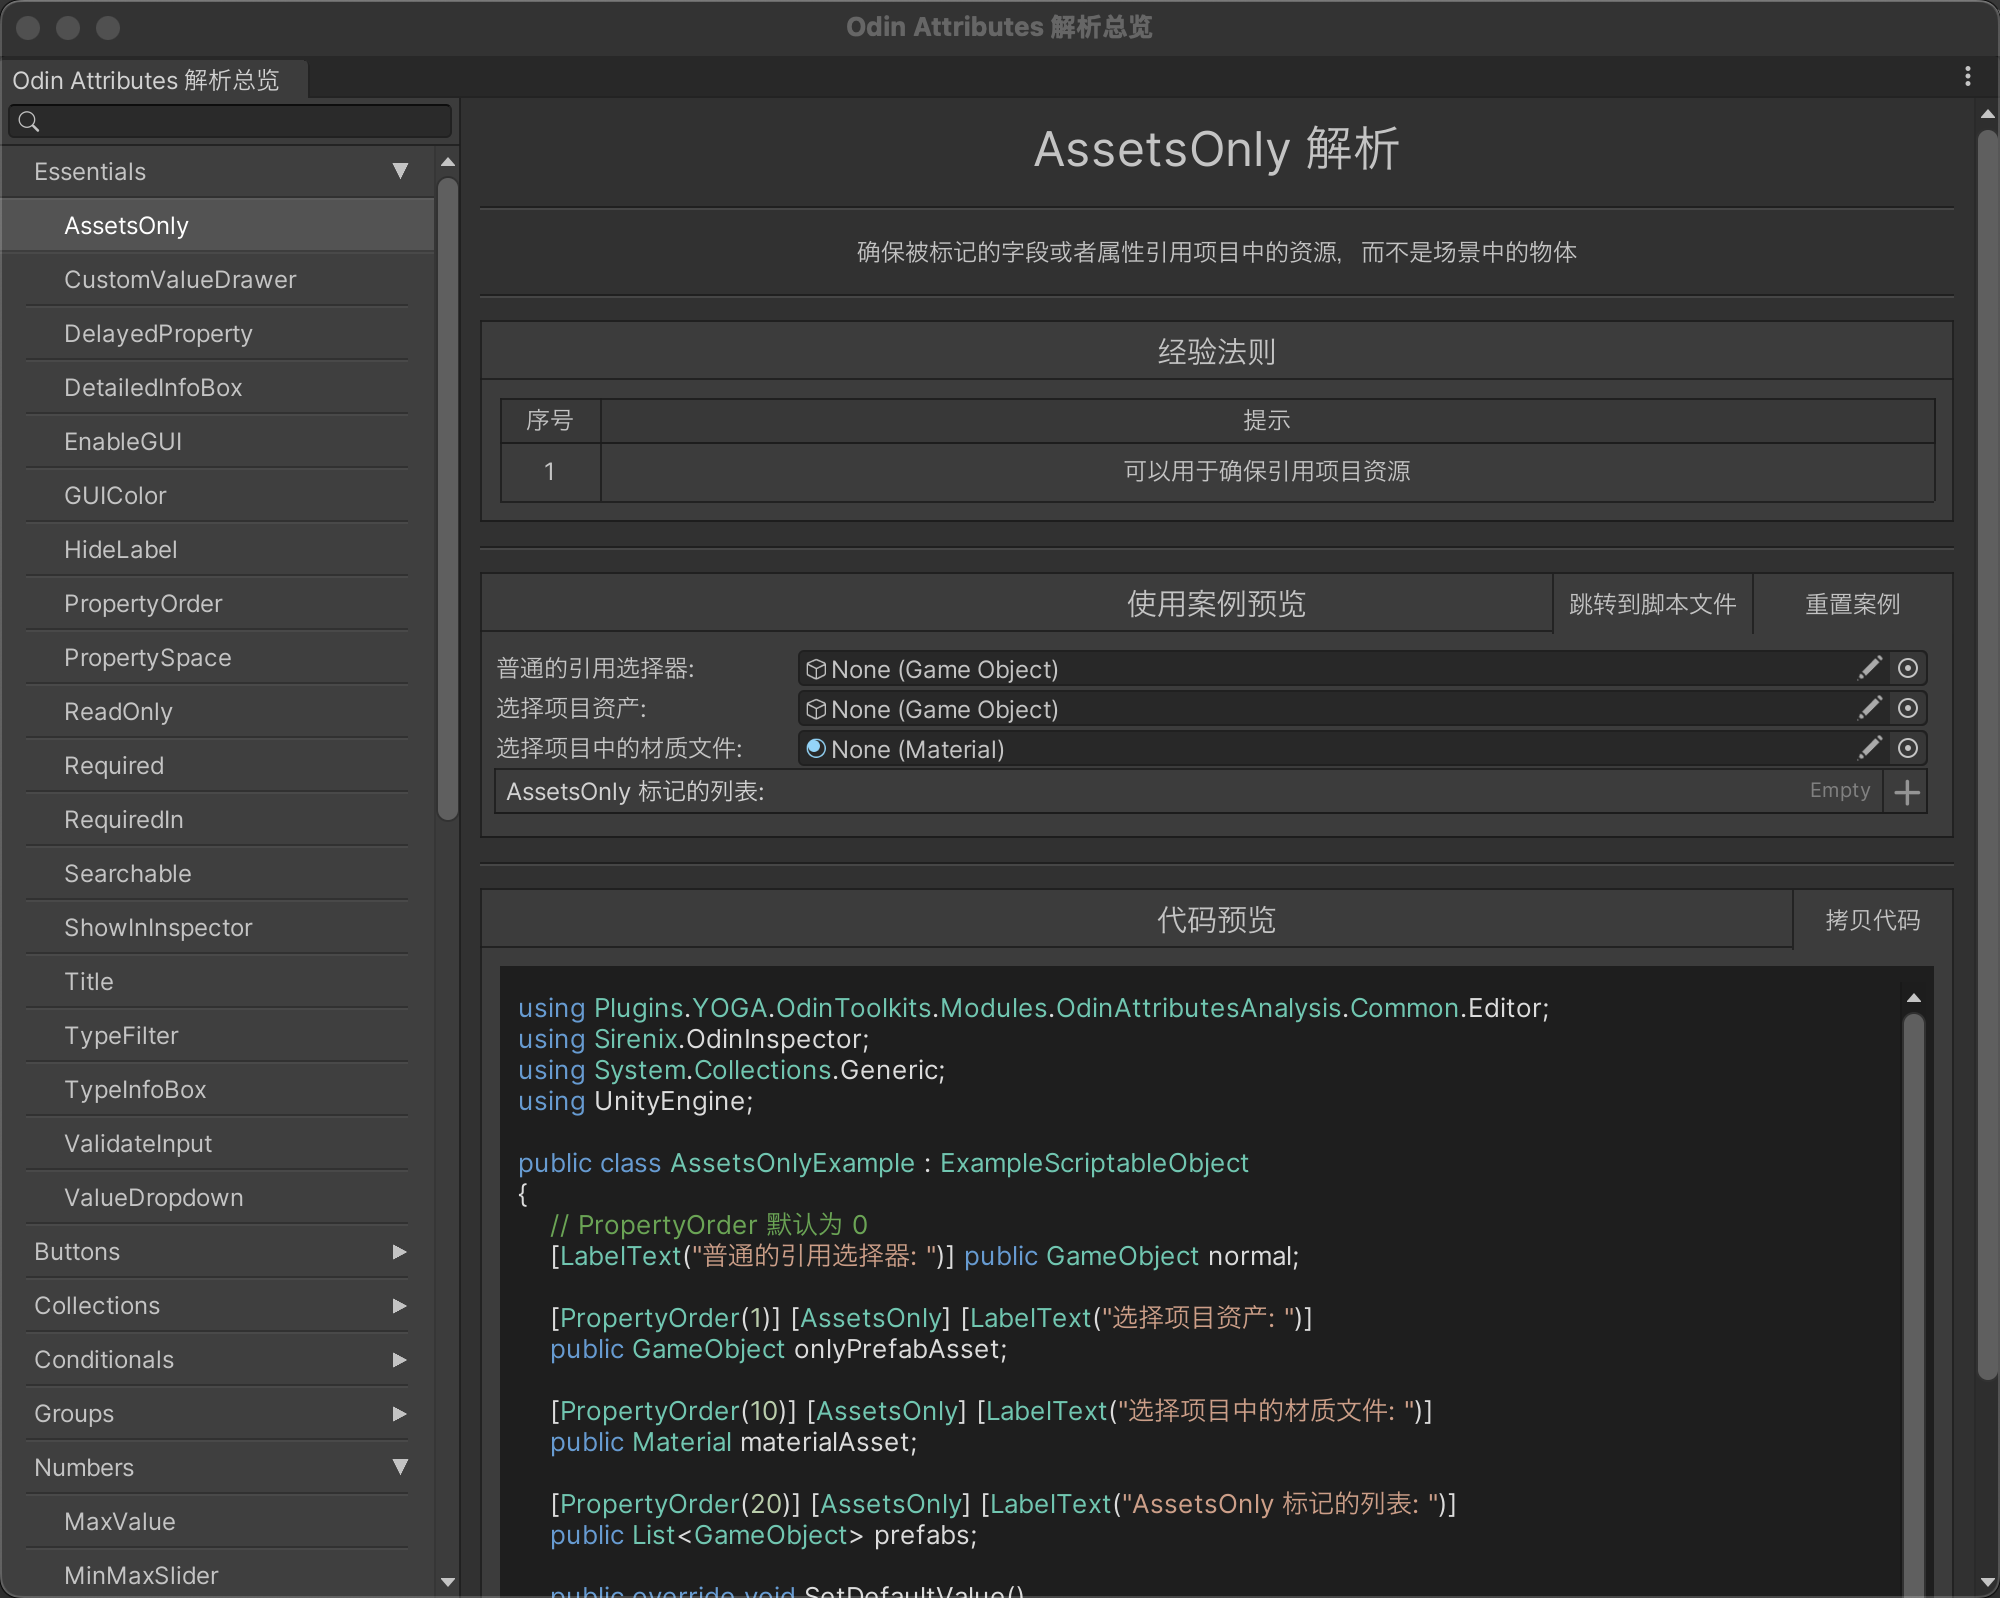 Odin Attributes 解析总览
Odin Attributes 解析总览
Essentials
AssetsOnly
CustomValueDrawer
DelayedProperty
DetailedInfoBox
EnableGUI
GUIColor
HideLabel
PropertyOrder
PropertySpace
ReadOnly
Required
RequiredIn
Searchable
ShowInInspector
Title
TypeFilter
TypeInfoBox
ValidateInput
ValueDropdown
Buttons
Collections
Conditionals
Groups
Numbers
MaxValue
MinMaxSlider
AssetsOnly 解析
确保被标记的字段或者属性引用项目中的资源，而不是场景中的物体
经验法则
序号 提示
1 可以用于确保引用项目资源
使用案例预览 跳转到脚本文件 重置案例
普通的引用选择器: None (Game Object)
选择项目资产: None (Game Object)
选择项目中的材质文件: None (Material)
AssetsOnly 标记的列表: Empty
代码预览 拷贝代码
using Plugins.YOGA.OdinToolkits.Modules.OdinAttributesAnalysis.Common.Editor;
using Sirenix.OdinInspector;
using System.Collections.Generic;
using UnityEngine;
public class AssetsOnlyExample : ExampleScriptableObject
{
// PropertyOrder 默认为 0
[LabelText("普通的引用选择器: ")] public GameObject normal;
[PropertyOrder(1)] [AssetsOnly] [LabelText("选择项目资产: ")]
public GameObject onlyPrefabAsset;
[PropertyOrder(10)] [AssetsOnly] [LabelText("选择项目中的材质文件: ")]
public Material materialAsset;
[PropertyOrder(20)] [AssetsOnly] [LabelText("AssetsOnly 标记的列表: ")]
public List<GameObject> prefabs;
public override void SetDefaultValue()